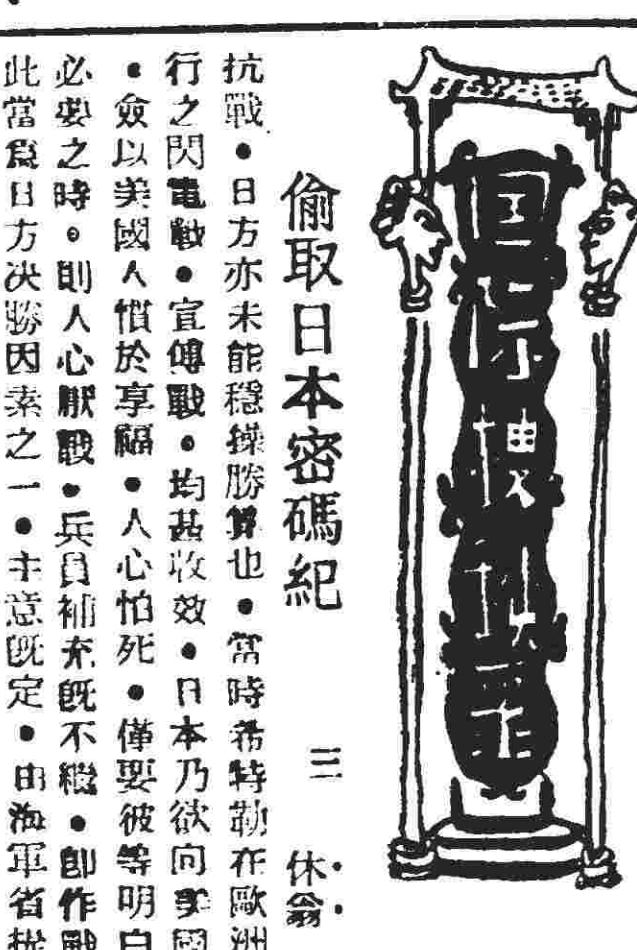 偷取日本密碼紀 三 休翁
抗戰•日方亦未能穩操勝算也•當時希特勒在歐洲
行之閃電戰•宣傳戰•均甚收效•日本乃欲向美國
•僉以美國人慣於享福•人心怕死•僅要彼等明白
必要之時•則人心厭戰•兵員補充既不繼•創作戰
此當爲日方决勝因素之一•主意既定•由海軍省擬